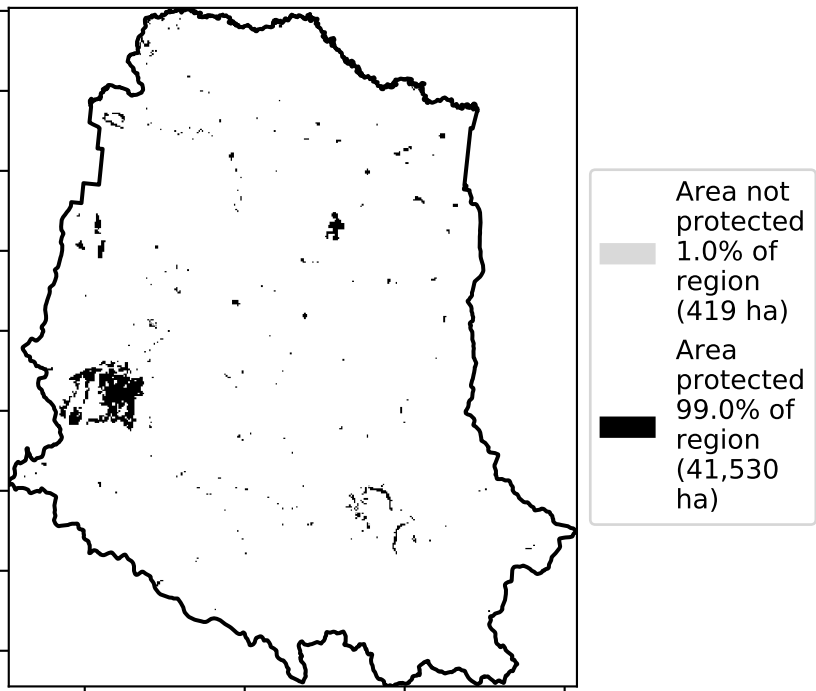 Area not
protected
1.0% of
region
(419 ha)
Area
protected
99.0% of
region
(41,530
ha)